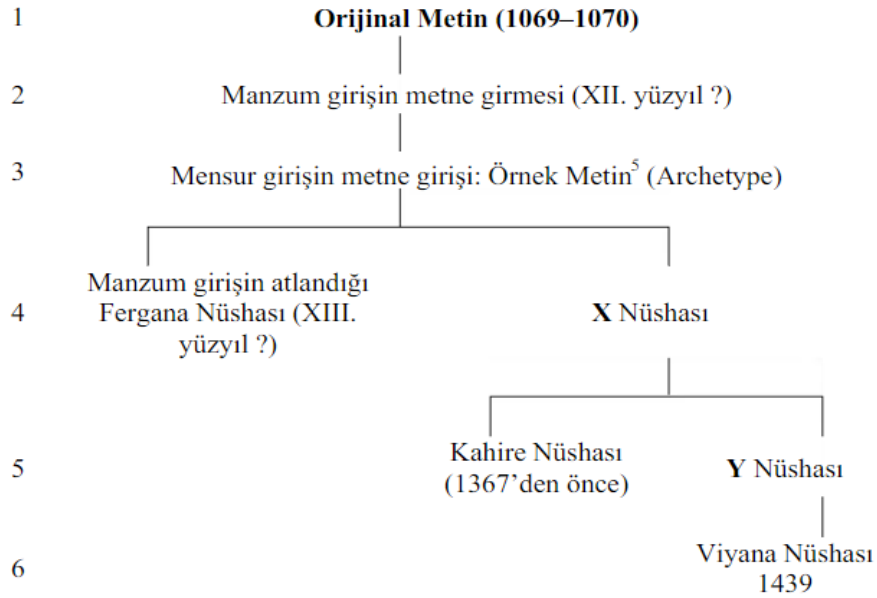 1 Orijinal Metin (1069–1070)
2 Manzum girişin metne girmesi (XII. yüzyıl ?)
3 Mensur girişin metne girişi: Örnek Metin⁵ (Archetype)
Manzum girişin atlandığı
4 Fergana Nüshası (XIII. X Nüshası
yüzyıl ?)
Kahire Nüshası
5 (1367’den önce) Y Nüshası
Viyana Nüshası
6 1439